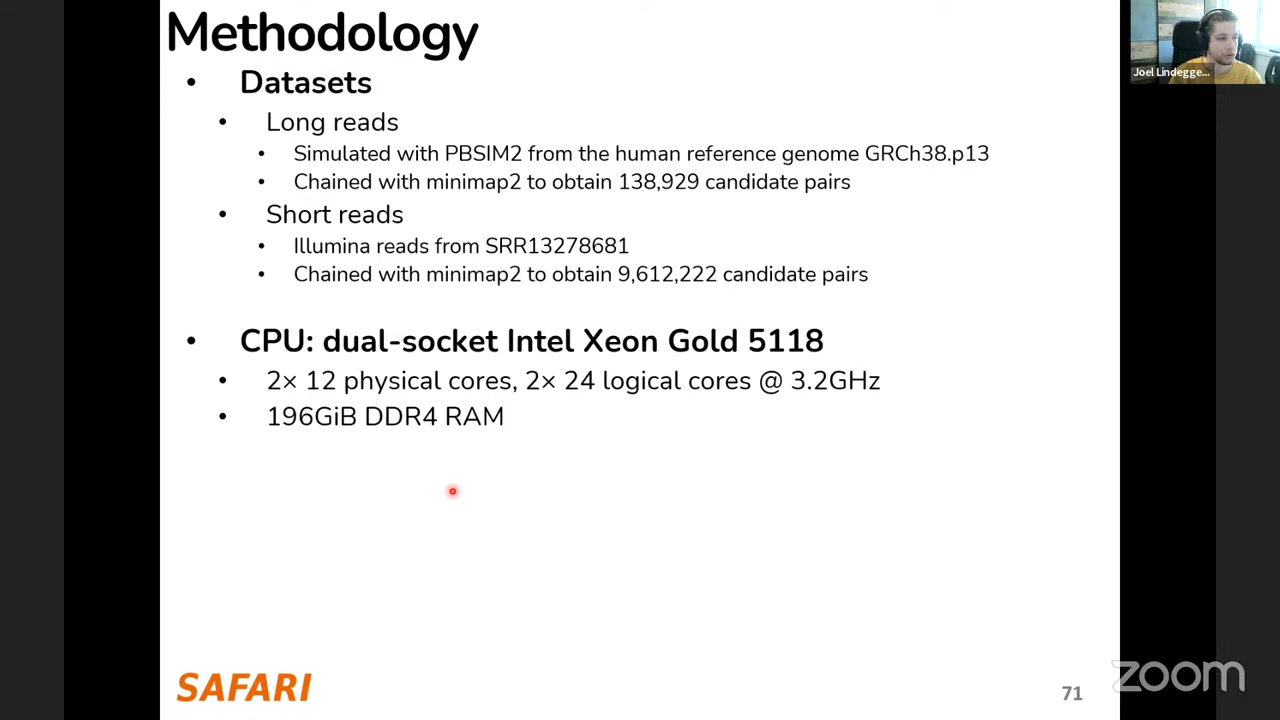 Methodology
• Datasets
• Long reads
• Simulated with PBSIM2 from the human reference genome GRCh38.p13
• Chained with minimap2 to obtain 138,929 candidate pairs
• Short reads
• Illumina reads from SRR13278681
• Chained with minimap2 to obtain 9,612,222 candidate pairs
• CPU: dual-socket Intel Xeon Gold 5118
• 2× 12 physical cores, 2× 24 logical cores @ 3.2GHz
• 196GiB DDR4 RAM
Joel Lindegge...
SAFARI
71
zoom